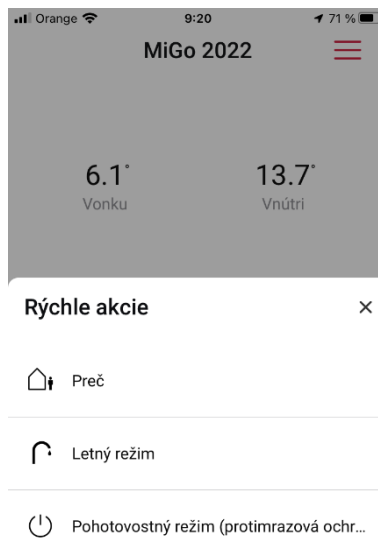 Orange 9:20 71 %
MiGo 2022
6.1° 13.7°
Vonku Vnútri
Rýchle akcie
Preč
Letný režim
Pohotovostný režim (protimrazová ochr...